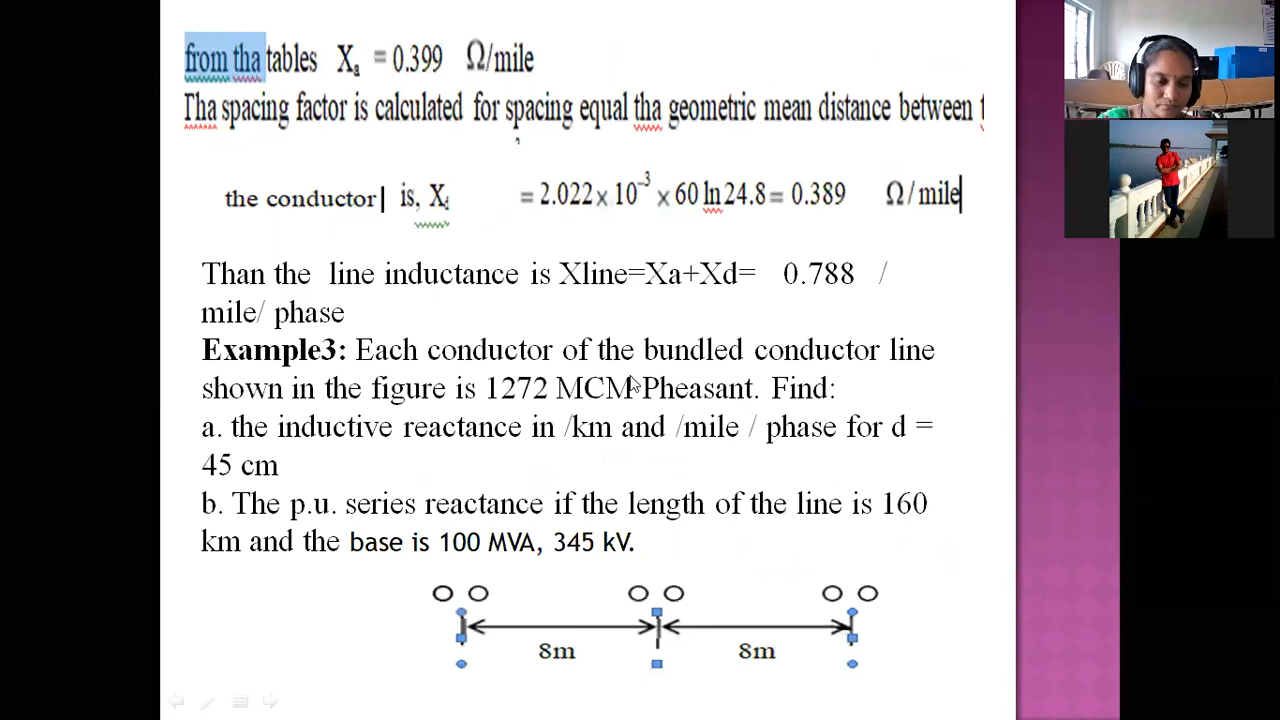 from tha tables Xa = 0.399 Ω/mile
Tha spacing factor is calculated for spacing equal tha geometric mean distance between
the conductor is, Xd = 2.022 × 10⁻³ × 60 ln 24.8 = 0.389 Ω / mile
Than the line inductance is Xline=Xa+Xd= 0.788 /
mile/ phase
Example3: Each conductor of the bundled conductor line
shown in the figure is 1272 MCM Pheasant. Find:
a. the inductive reactance in /km and /mile / phase for d =
45 cm
b. The p.u. series reactance if the length of the line is 160
km and the base is 100 MVA, 345 kV.
8m 8m